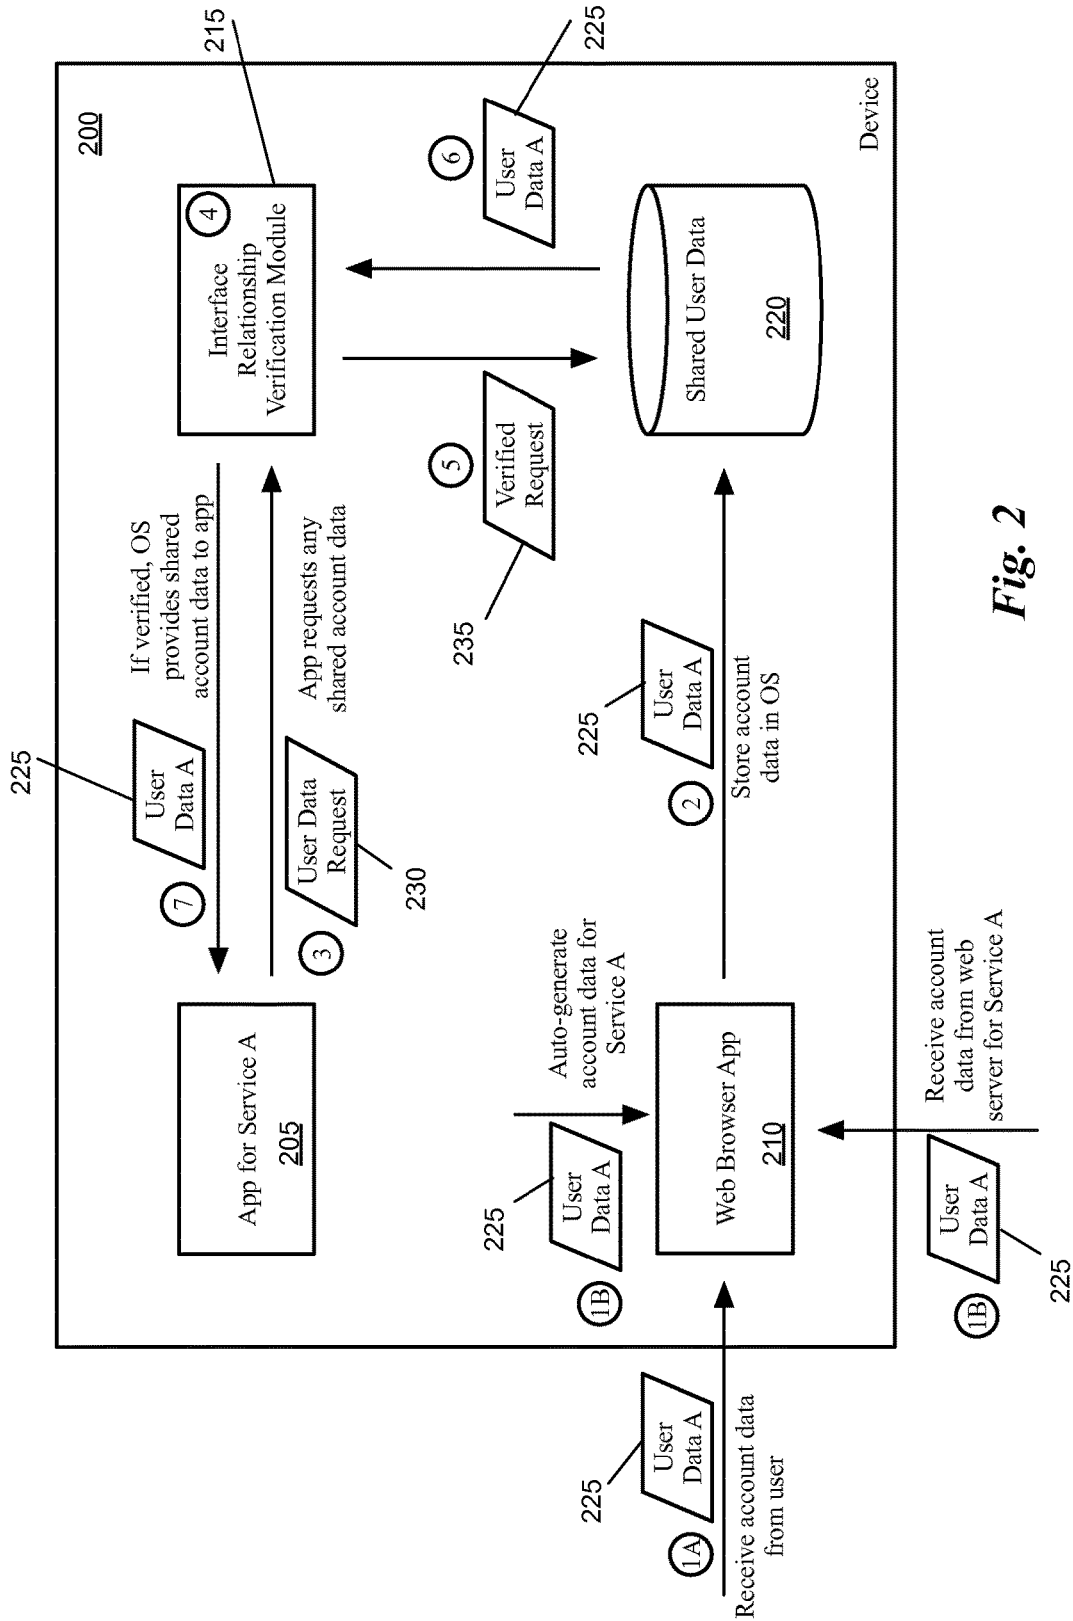 200
215
If verified, OS
provides shared
account data to app
225
User
Data A
7
App for Service A
205
App requests any
shared account data
3
User Data
Request
230
4
Interface
Relationship
Verification Module
5
Verified
Request
235
6
User
Data A
225
Auto-generate
account data for
Service A
225
User
Data A
1B
1A
User
Data A
225
Receive account data
from user
Web Browser App
210
2
User
Data A
225
Store account
data in OS
Shared User Data
220
Device
Receive account
data from web
server for Service A
1B
User
Data A
225
Fig. 2